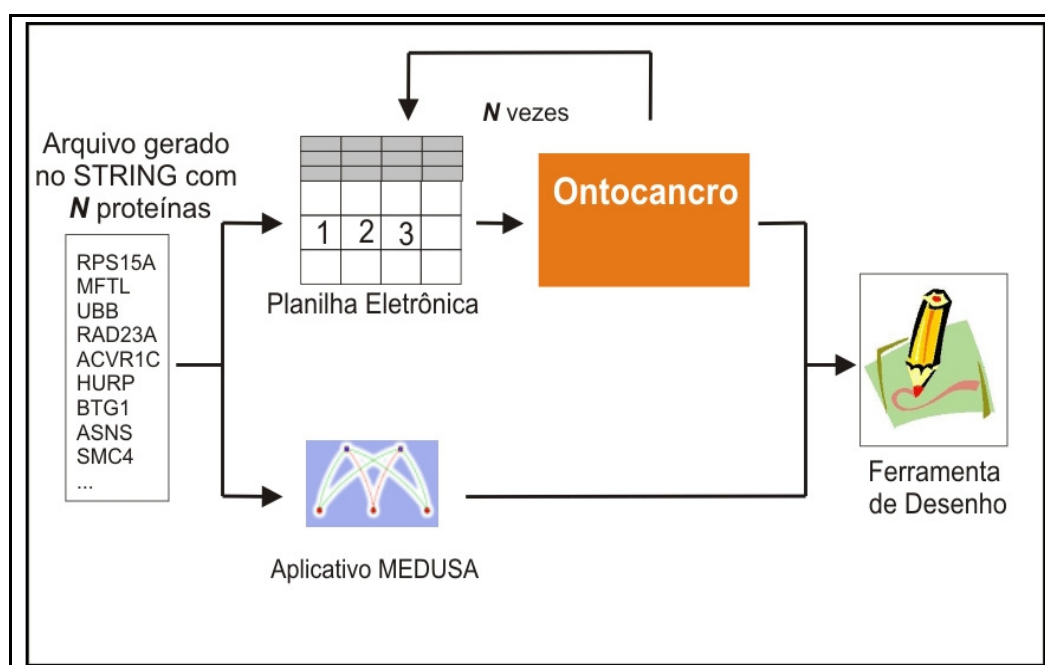 N vezes
Arquivo gerado
no STRING com
N proteínas
RPS15A
MFTL
UBB
RAD23A
ACVR1C
HURP
BTG1
ASNS
SMC4
...
1 2 3
Planilha Eletrônica
Ontocancro
Aplicativo MEDUSA
Ferramenta
de Desenho